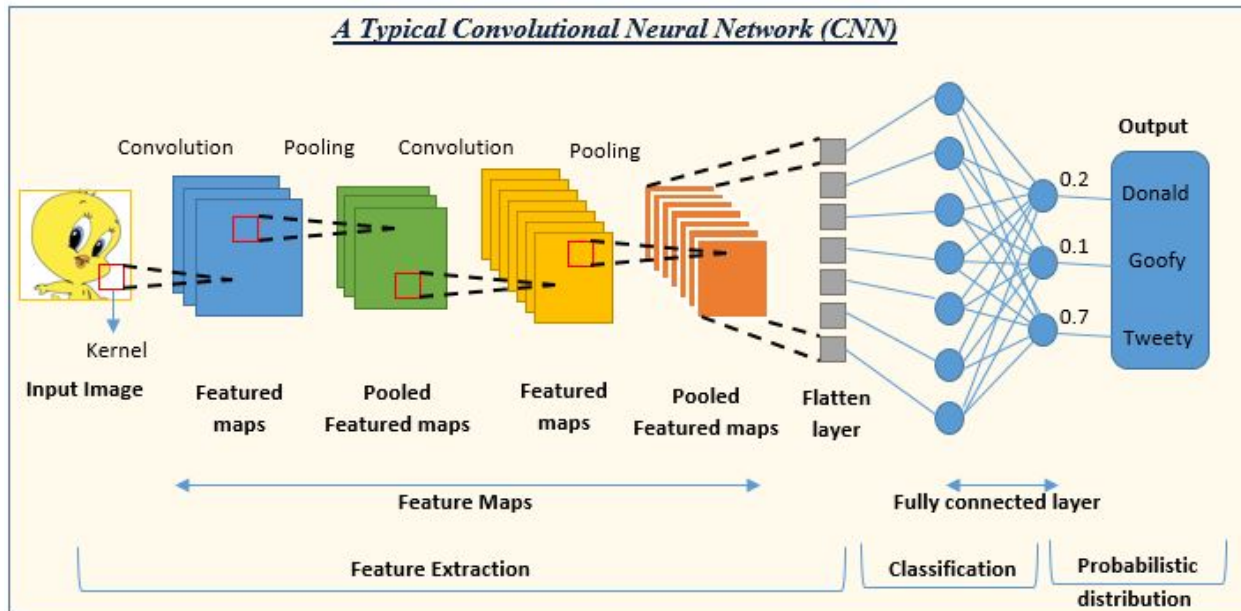 A Typical Convolutional Neural Network (CNN)
Convolution
Pooling
Convolution
Pooling
Kernel
Input Image
Featured
maps
Pooled
Featured maps
Featured
maps
Pooled
Featured maps
Flatten
layer
0.2
0.1
0.7
Output
Donald
Goofy
Tweety
Feature Maps
Fully connected layer
Feature Extraction
Classification
Probabilistic
distribution